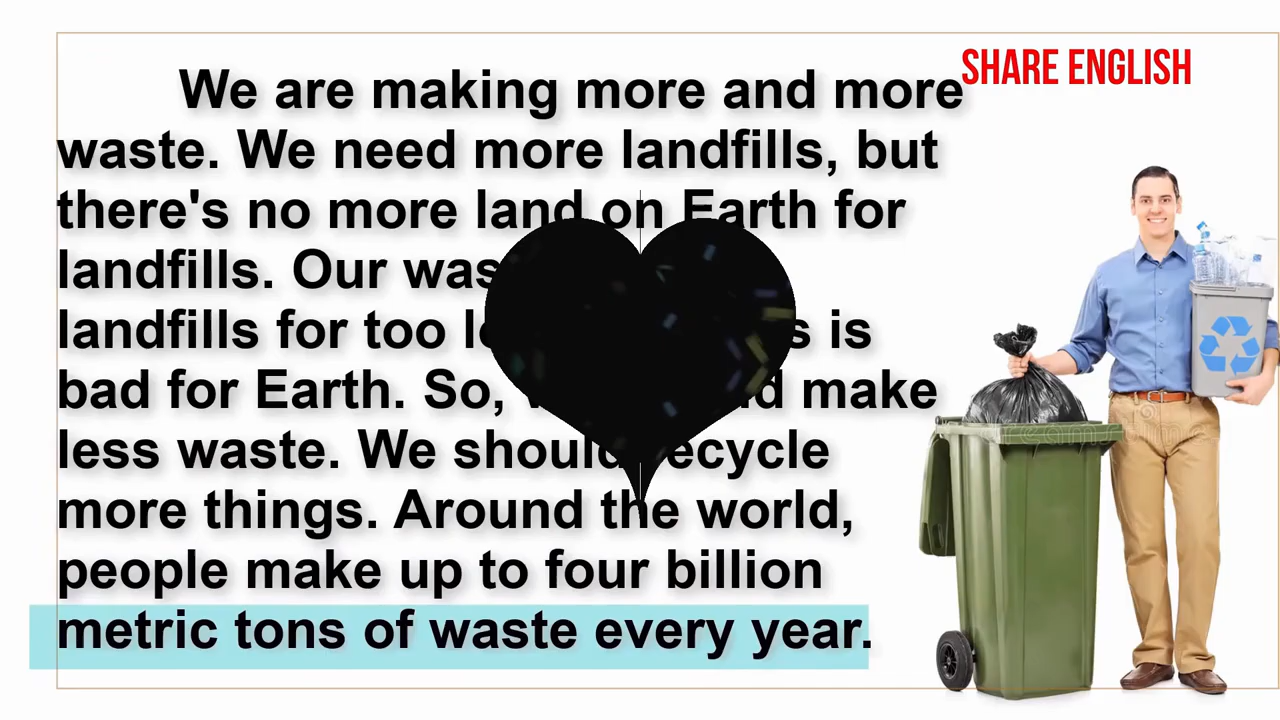 SHARE ENGLISH
We are making more and more
waste. We need more landfills, but
there's no more land on Earth for
landfills. Our
landfills for too is
bad for Earth. So, make
less waste. We should recycle
more things. Around the world,
people make up to four billion
metric tons of waste every year.